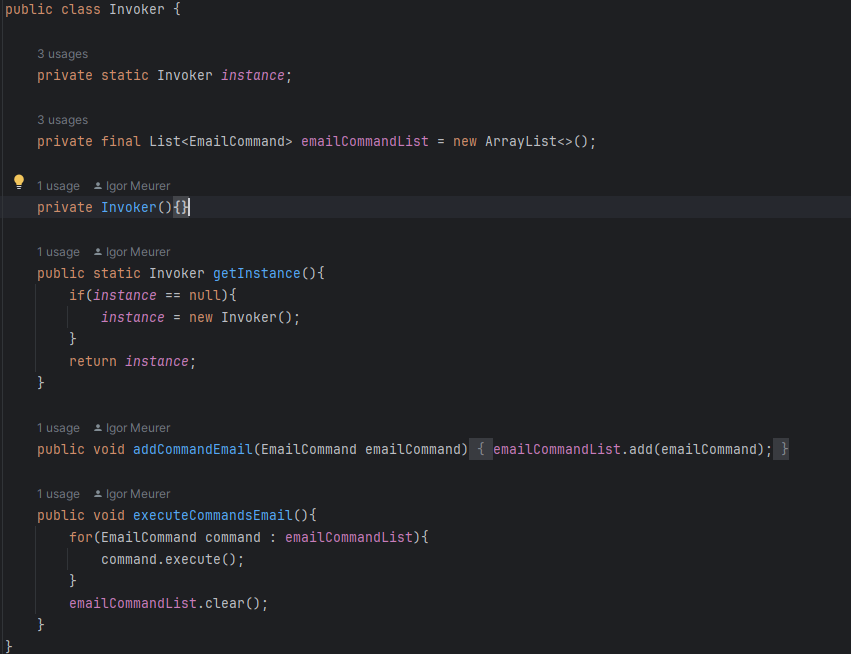 public class Invoker {
3 usages
private static Invoker instance;
3 usages
private final List<EmailCommand> emailCommandList = new ArrayList<>();
1 usage Igor Meurer
private Invoker(){}
1 usage Igor Meurer
public static Invoker getInstance(){
if(instance == null){
instance = new Invoker();
}
return instance;
}
1 usage Igor Meurer
public void addCommandEmail(EmailCommand emailCommand) { emailCommandList.add(emailCommand); }
1 usage Igor Meurer
public void executeCommandsEmail(){
for(EmailCommand command : emailCommandList){
command.execute();
}
emailCommandList.clear();
}
}